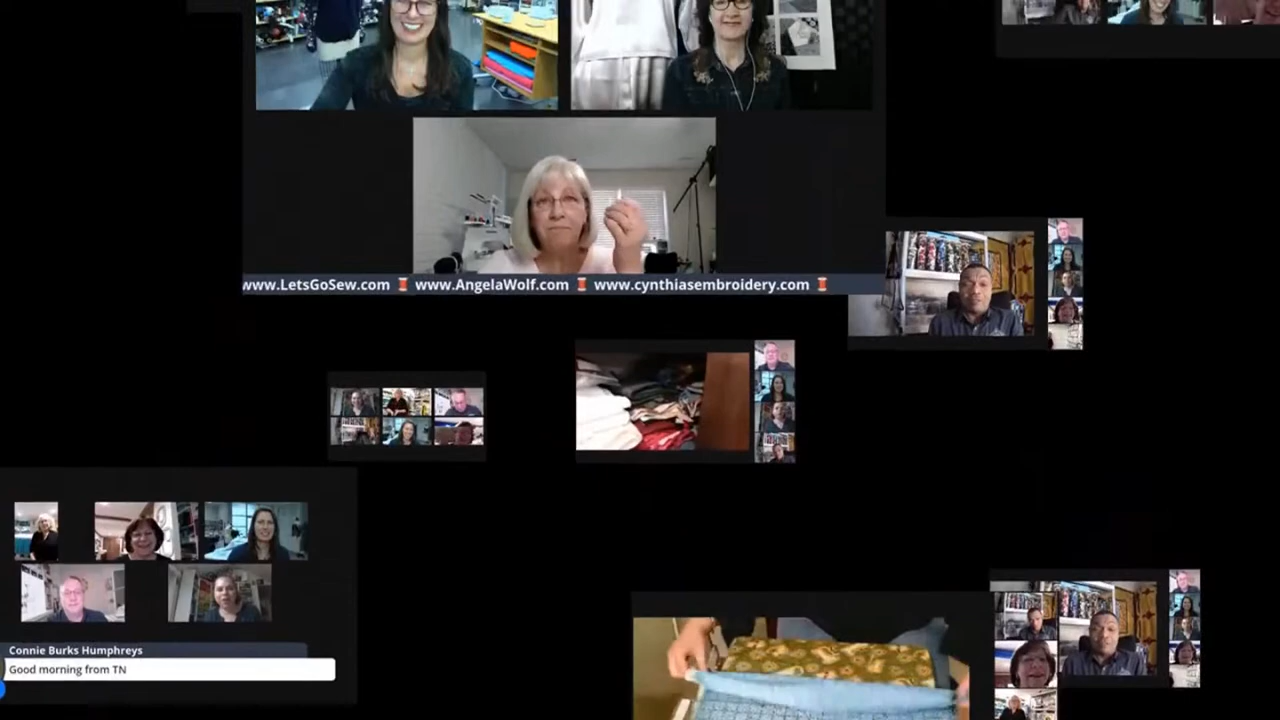 www.LetsGoSew.com www.AngelaWolf.com www.cynthiasembroidery.com
Connie Burks Humphreys
Good morning from TN